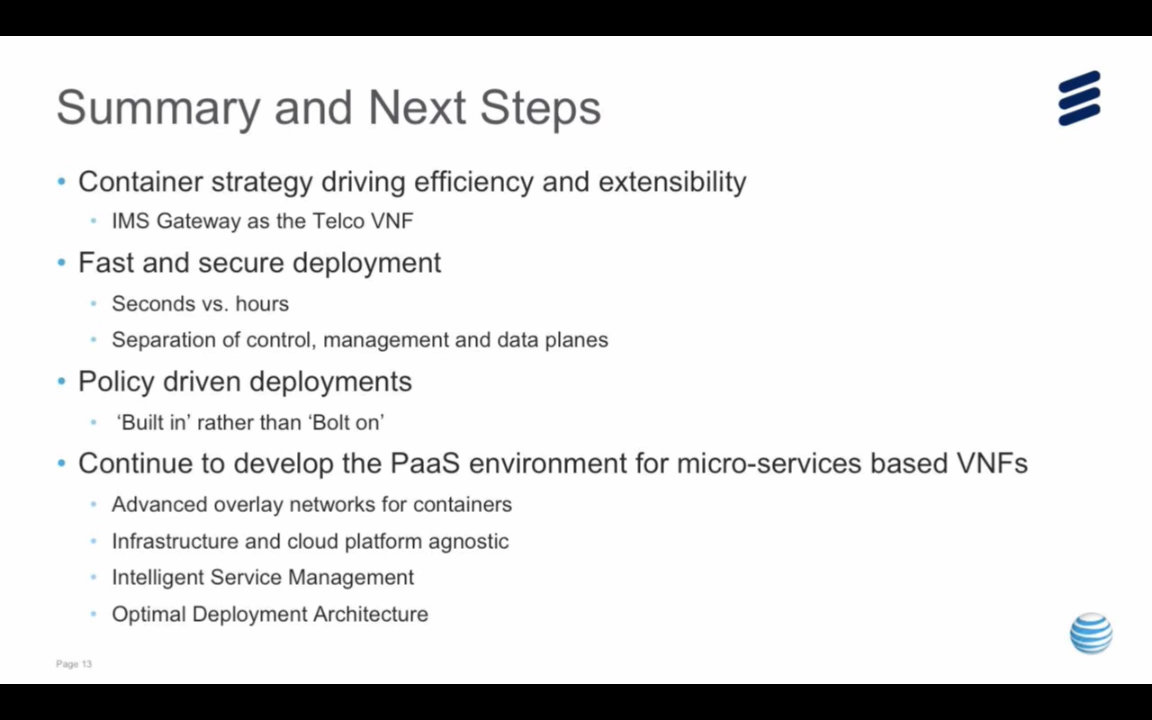 Summary and Next Steps
• Container strategy driving efficiency and extensibility
• IMS Gateway as the Telco VNF
• Fast and secure deployment
• Seconds vs. hours
• Separation of control, management and data planes
• Policy driven deployments
• ‘Built in’ rather than ‘Bolt on’
• Continue to develop the PaaS environment for micro-services based VNFs
• Advanced overlay networks for containers
• Infrastructure and cloud platform agnostic
• Intelligent Service Management
• Optimal Deployment Architecture
Page 13